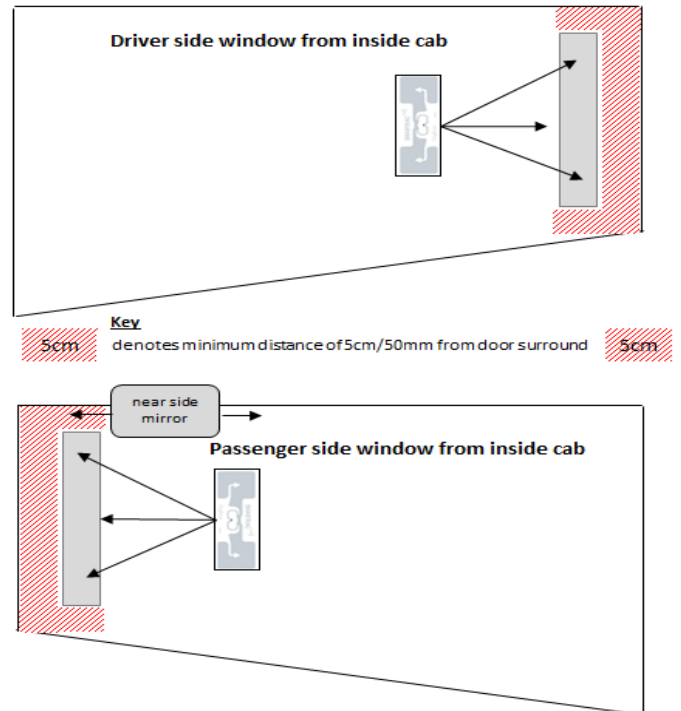 Driver side window from inside cab
Key
5cm denotes minimum distance of 5cm/50mm from door surround 5cm
near side
mirror
Passenger side window from inside cab